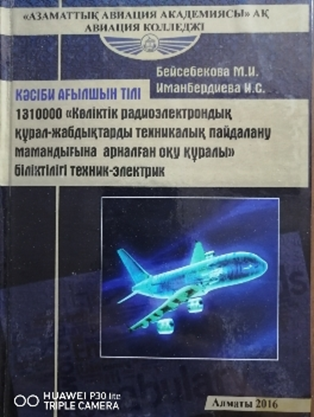 «АЗАМАТТЫҚ АВИАЦИЯ АКАДЕМИЯСЫ» АҚ
АВИАЦИЯ КОЛЛЕДЖІ
Бейсебекова М.И.
Иманбердиева И.С.
КӘСІБИ АҒЫЛШЫН ТІЛІ
1310000 «Көліктік радиоэлектрондық
құрал-жабдықтарды техникалық пайдалану
мамандығына арналған оқу құралы»
біліктілігі техник-электрик
Алматы 2016
HUAWEI P30 lite
TRIPLE CAMERA